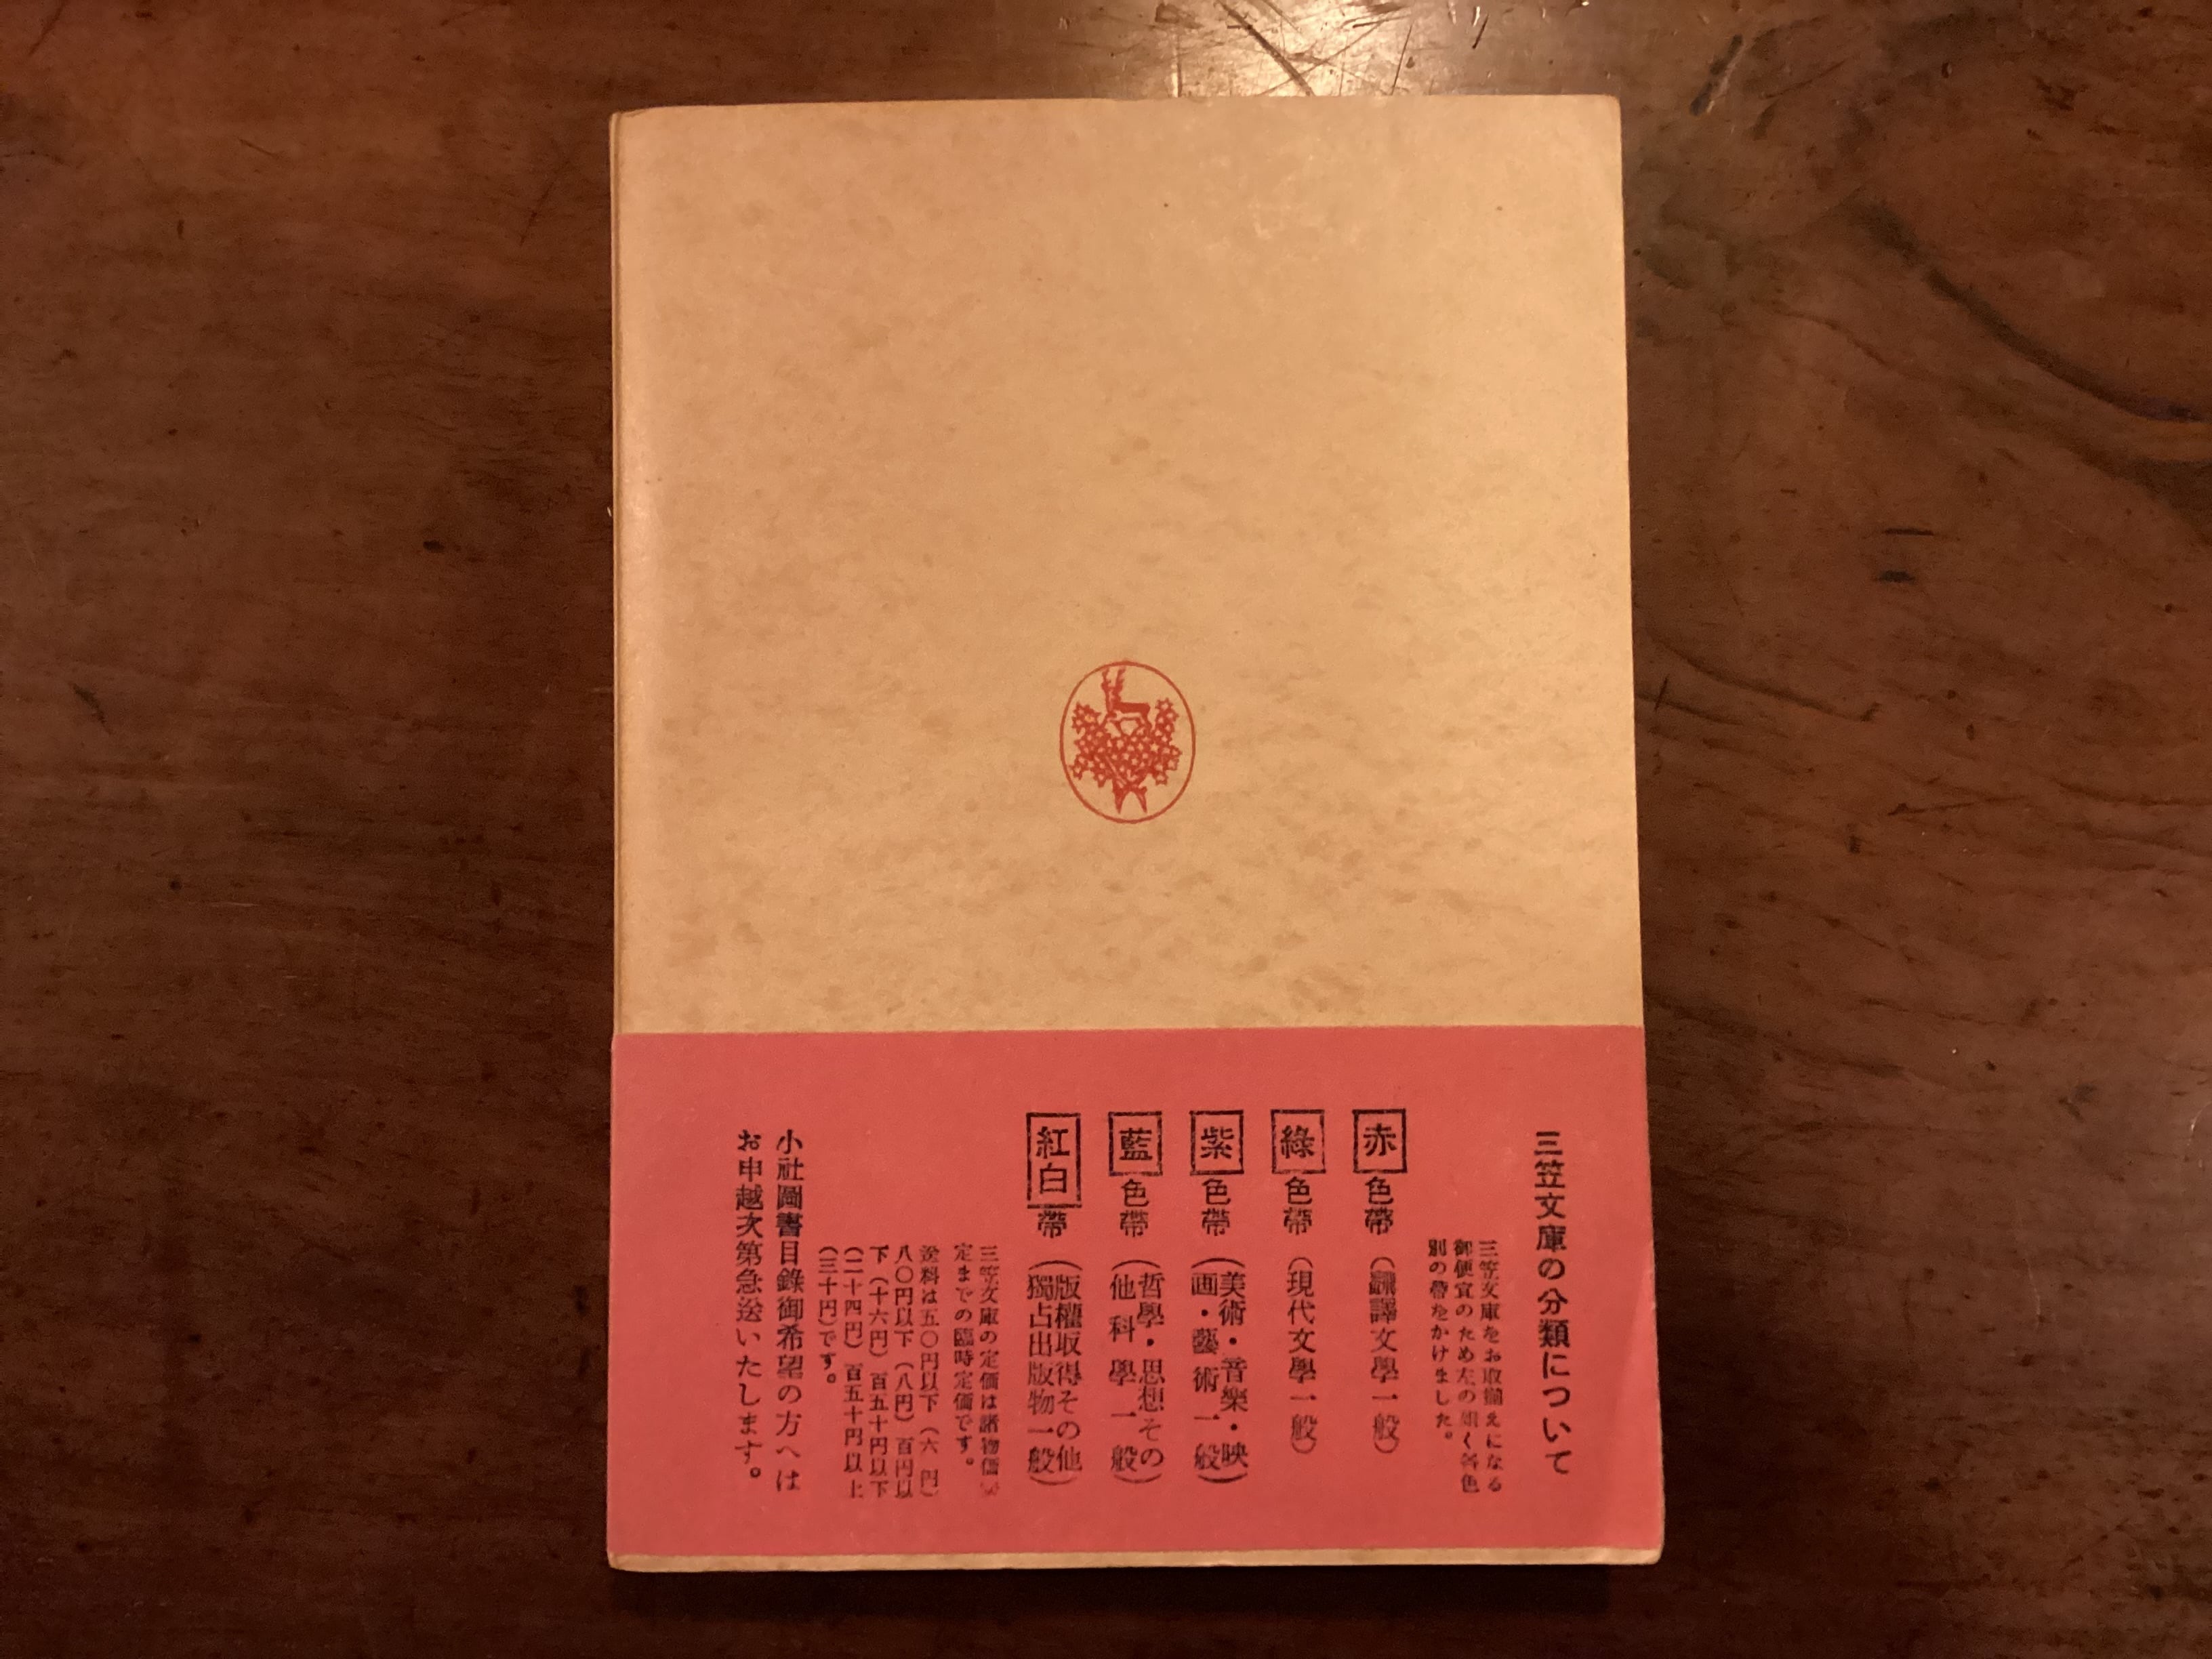 三笠文庫の分類について
三笠文庫をお取揃えになる
御便宜のため左の如く各色
別の帶をかけました。
赤色帶（飜譯文學一般）
綠色帶（現代文學一般）
紫色帶（美術・音樂・映
画・藝術一般）
藍色帶（哲學・思想その
他科學一般）
紅白帶（版權取得その他
獨占出版物一般）
三笠文庫の定価は諸物価
定までの臨時定価です。
送料は五〇円以下（六円）
八〇円以下（八円）百円以
下（十六円）百五十円以下
（二十四円）百五十円以上
（三十円）です。
小社圖書目錄御希望の方へは
お申越次第急送いたします。